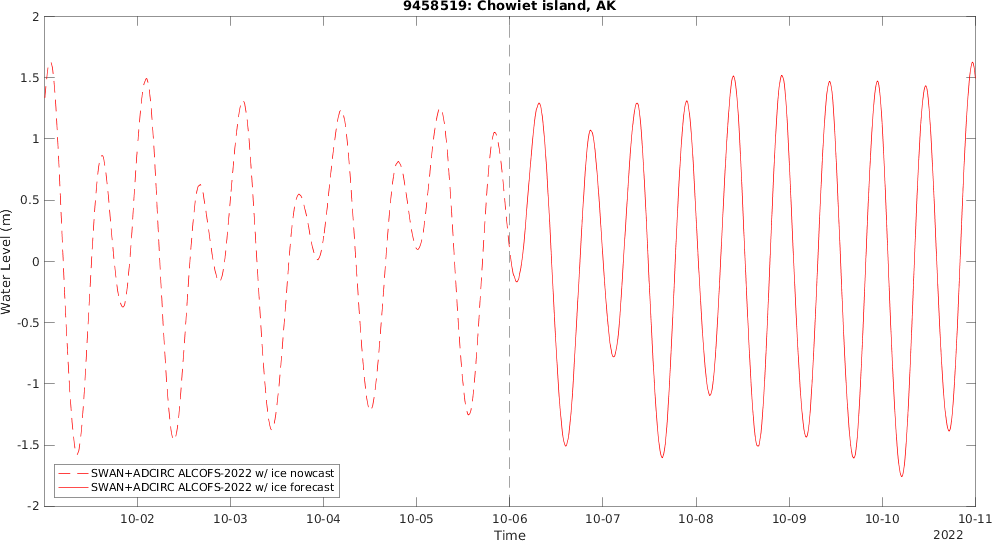 9458519: Chowiet island, AK
Water Level (m)
2
1.5
1
0.5
0
-0.5
-1
-1.5
-2
SWAN+ADCIRC ALCOFS-2022 w/ ice nowcast
SWAN+ADCIRC ALCOFS-2022 w/ ice forecast
10-02 10-03 10-04 10-05 10-06 10-07 10-08 10-09 10-10 10-11
Time
2022